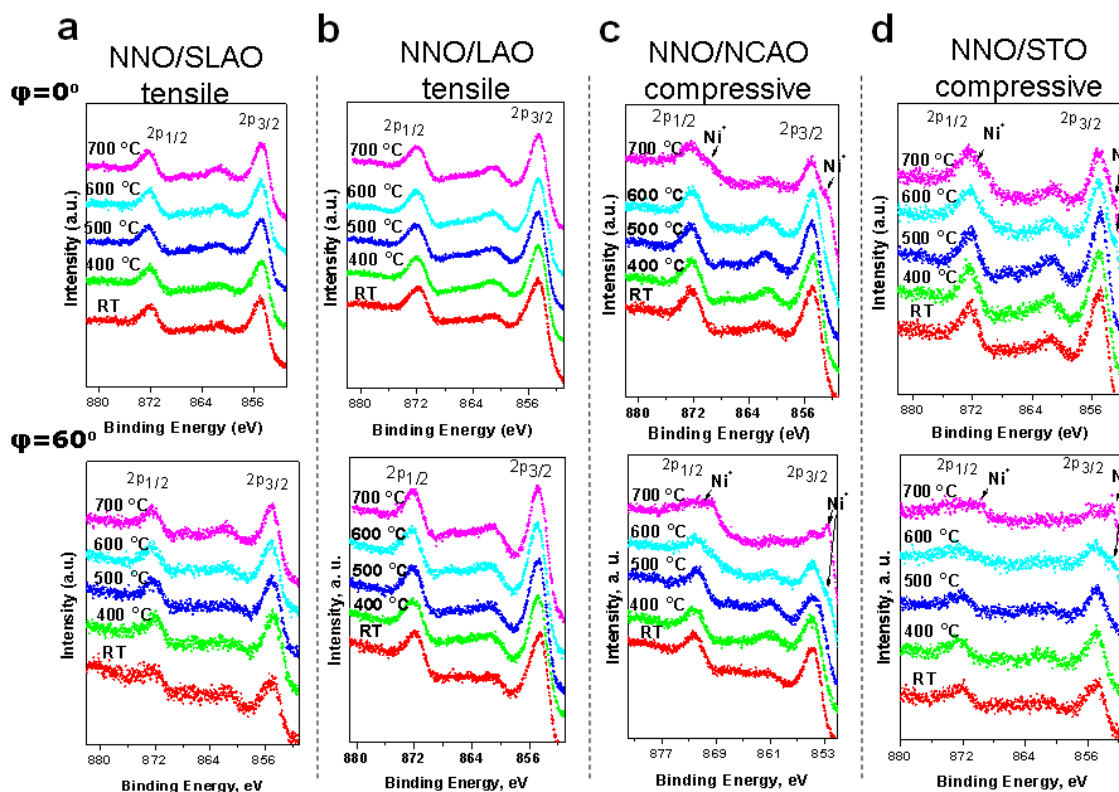 a
NNO/SLAO
tensile
b
NNO/LAO
tensile
c
NNO/NCAO
compressive
d
NNO/STO
compressive
φ=0°
2p1/2
2p3/2
700 °C
600 °C
500 °C
400 °C
RT
Intensity (a.u.)
880 872 864 856
Binding Energy (eV)
2p1/2
2p3/2
700 °C
600 °C
500 °C
400 °C
RT
Intensity (a.u.)
880 872 864 856
Binding Energy (eV)
2p1/2
2p3/2
Ni+
Ni+
700 °C
600 °C
500 °C
400 °C
RT
Intensity (a.u.)
880 872 864 856
Binding Energy (eV)
2p1/2
2p3/2
Ni+
N
700 °C
600 °C
500 °C
400 °C
RT
Intensity (a.u.)
880 872 864 856
Binding Energy (eV)
φ=60°
2p1/2
2p3/2
700 °C
600 °C
500 °C
400 °C
RT
Intensity (a.u.)
880 872 864 856
Binding Energy, eV
2p1/2
2p3/2
700 °C
600 °C
500 °C
400 °C
RT
Intensity, a. u.
880 872 864 856
Binding Energy, eV
2p1/2
2p3/2
Ni+
Ni+
700 °C
600 °C
500 °C
400 °C
RT
Intensity, a. u.
877 869 861 853
Binding Energy, eV
2p1/2
2p3/2
Ni+
N
700 °C
600 °C
500 °C
400 °C
RT
Intensity, a. u.
880 872 864 856
Binding Energy, eV